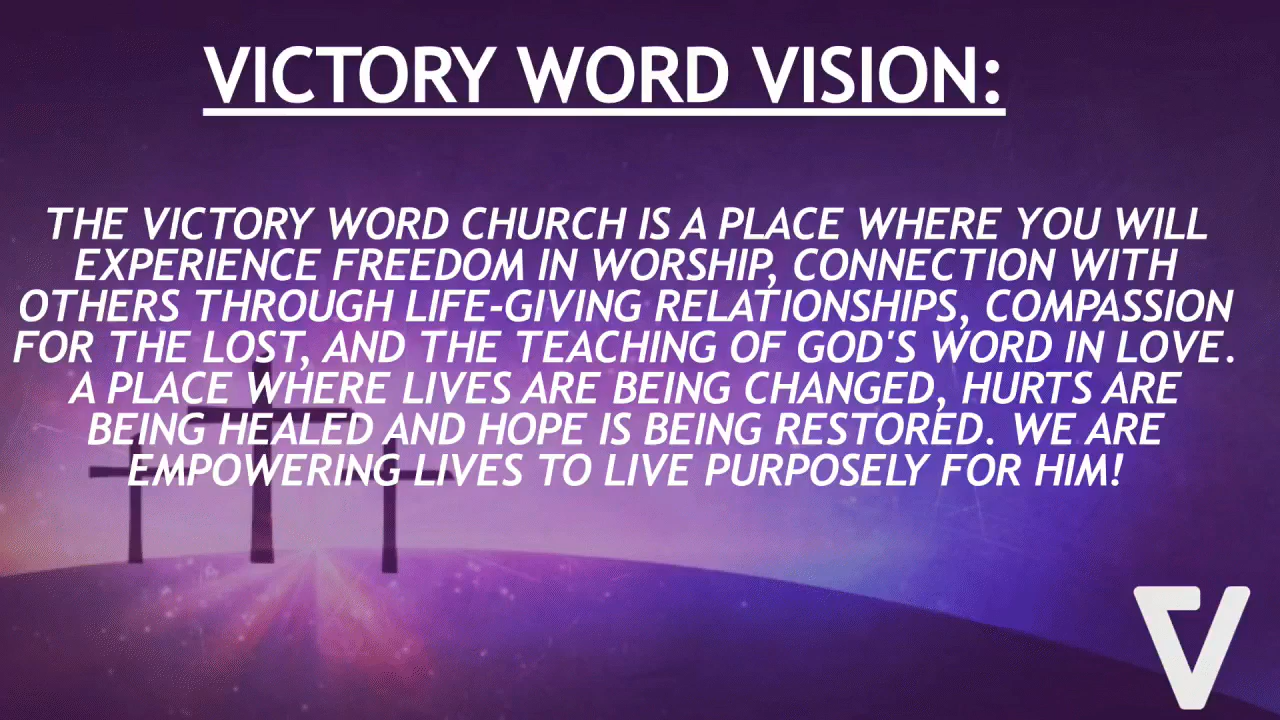 VICTORY WORD VISION:
THE VICTORY WORD CHURCH IS A PLACE WHERE YOU WILL
EXPERIENCE FREEDOM IN WORSHIP, CONNECTION WITH
OTHERS THROUGH LIFE-GIVING RELATIONSHIPS, COMPASSION
FOR THE LOST, AND THE TEACHING OF GOD'S WORD IN LOVE.
A PLACE WHERE LIVES ARE BEING CHANGED, HURTS ARE
BEING HEALED AND HOPE IS BEING RESTORED. WE ARE
EMPOWERING LIVES TO LIVE PURPOSELY FOR HIM!
V